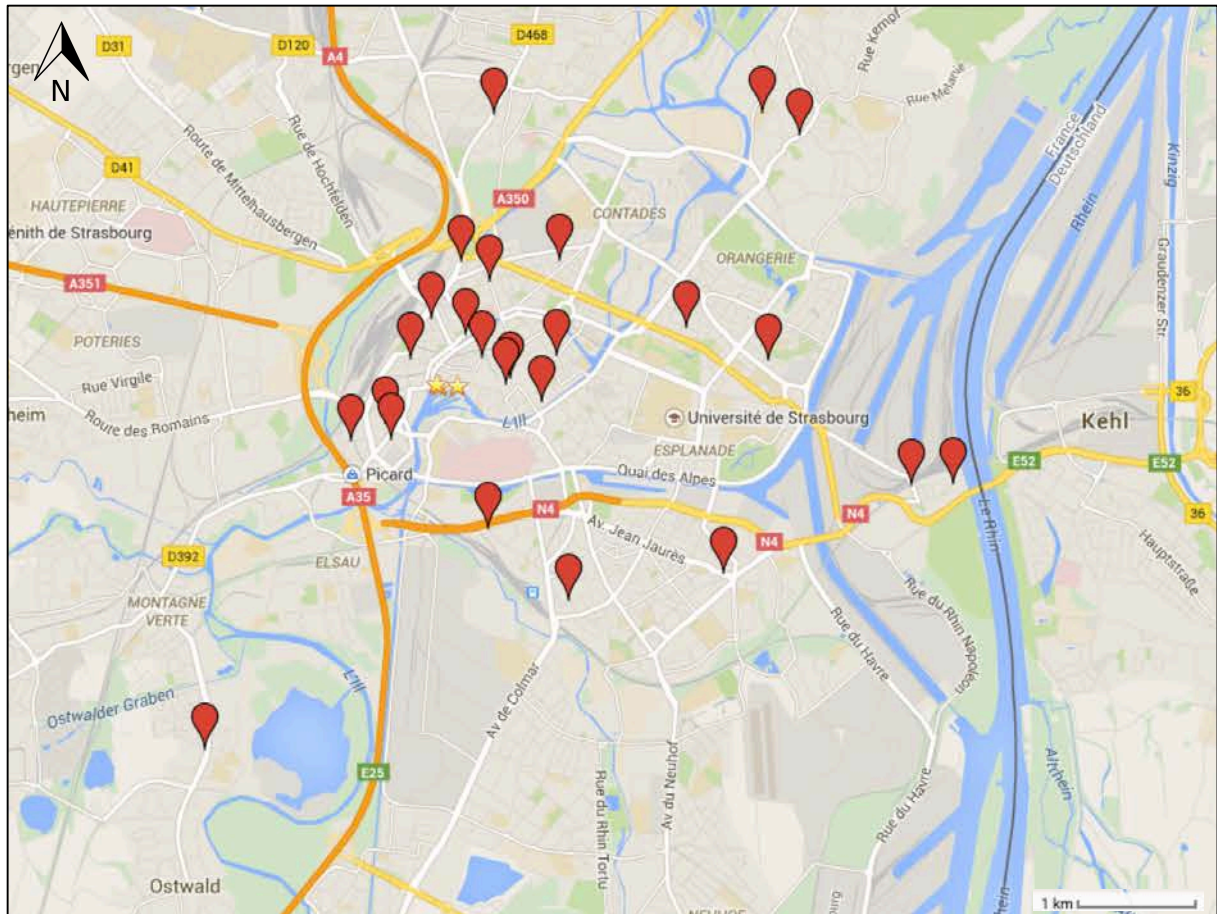 D31
D120
D468
A4
N
Rue Kempf
Rue Mélanie
Rue de Hochfelden
Route de Mittelhausbergen
D41
France
Deutschland
Kinzig
Rhein
HAUTEPIERRE
A350
CONTADES
Zénith de Strasbourg
ORANGERIE
Graudenzer Str.
A351
POTERIES
Rue Virgile
36
Route des Romains
L'Ill
Université de Strasbourg
Kehl
ESPLANADE
E52
E52
Picard
Quai des Alpes
A35
N4
N4
36
Av. Jean Jaurès
N4
Le Rhin
Hauptstraße
D392
ELSAU
MONTAGNE
VERTE
Rue du Rhin Napoléon
Rue du Havre
L'Ill
Ostwalder Graben
Av de Colmar
E25
Rue du Rhin Tortu
Av du Neuhof
Rue du Havre
Altrhein
Ostwald
1 km